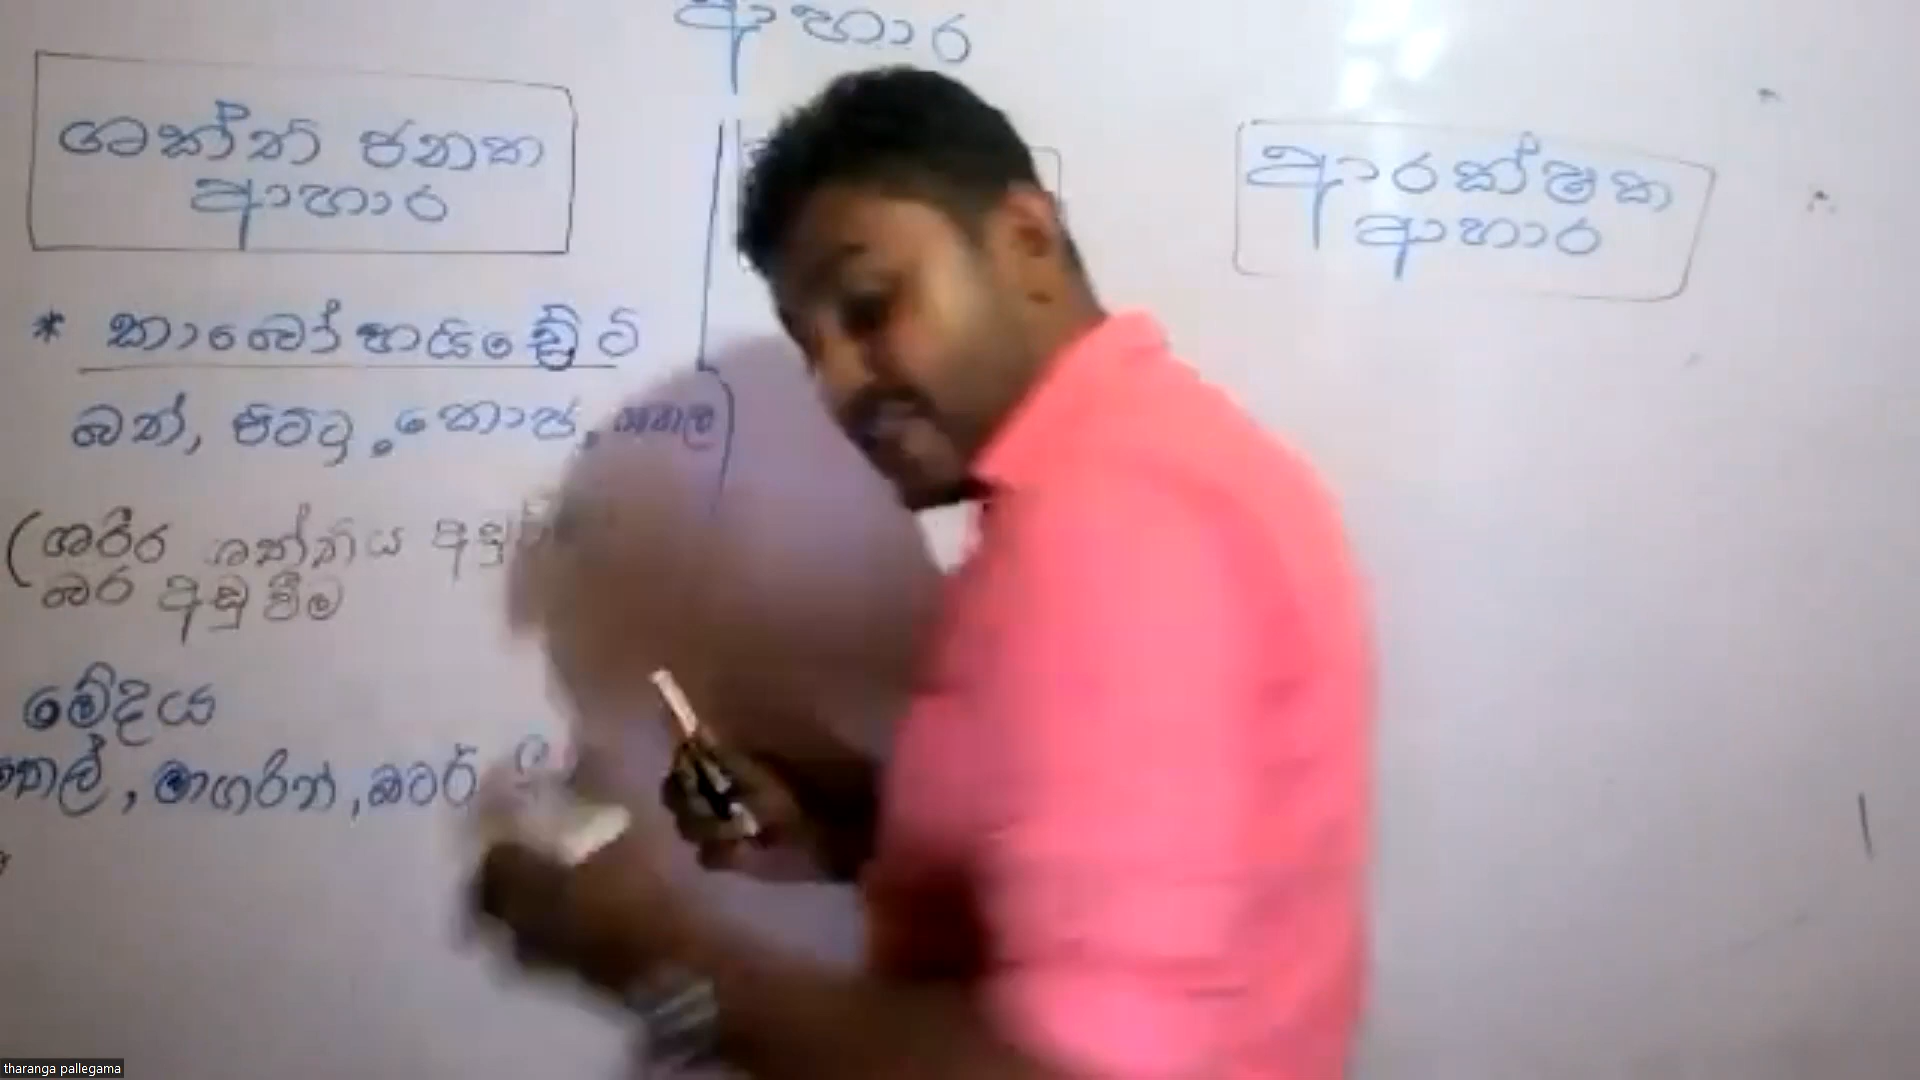 ආහාර
ශක්ති ජනක
ආහාර
ආරක්ෂක
ආහාර
* කාබෝහයිඩ්‍රේට්
බත්, පිට්ටු, කොස්,
(ශරීර ශක්තිය
බර අඩුවීම
මේදය
තෙල්, මාගරින්, බටර්
tharanga pallegama